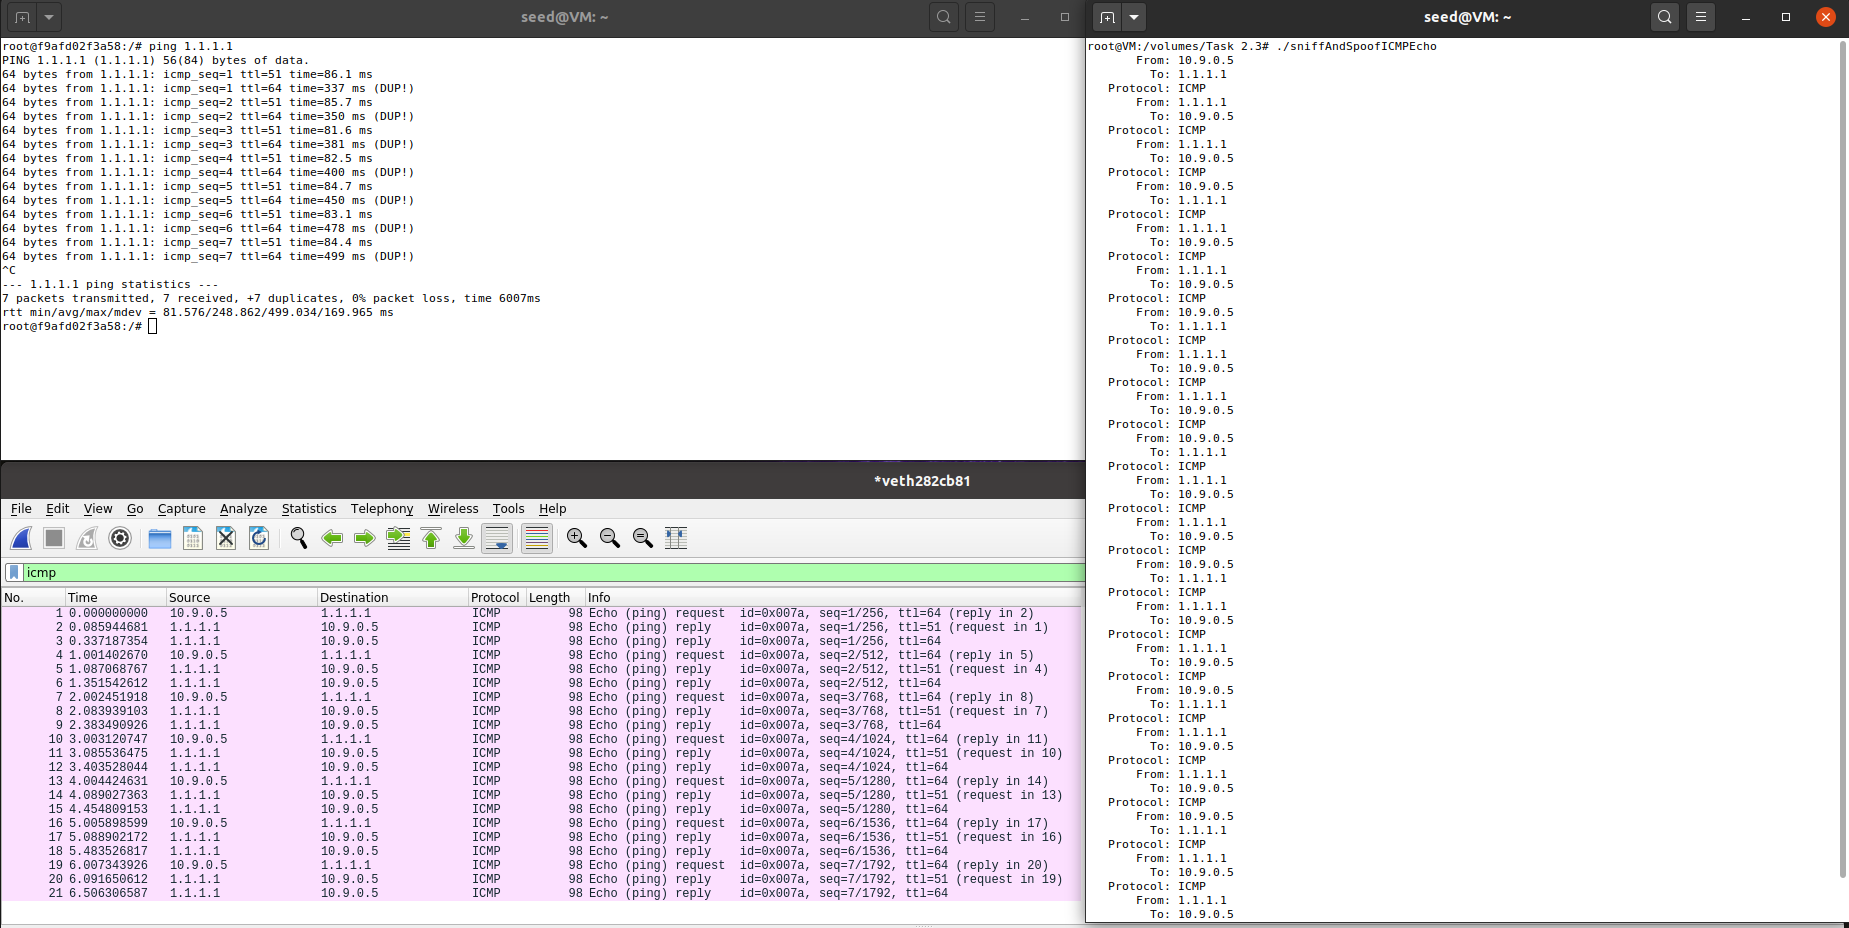 seed@VM: ~
root@f9afd02f3a58:/# ping 1.1.1.1
PING 1.1.1.1 (1.1.1.1) 56(84) bytes of data.
64 bytes from 1.1.1.1: icmp_seq=1 ttl=51 time=86.1 ms
64 bytes from 1.1.1.1: icmp_seq=1 ttl=64 time=337 ms (DUP!)
64 bytes from 1.1.1.1: icmp_seq=2 ttl=51 time=85.7 ms
64 bytes from 1.1.1.1: icmp_seq=2 ttl=64 time=350 ms (DUP!)
64 bytes from 1.1.1.1: icmp_seq=3 ttl=51 time=81.6 ms
64 bytes from 1.1.1.1: icmp_seq=3 ttl=64 time=381 ms (DUP!)
64 bytes from 1.1.1.1: icmp_seq=4 ttl=51 time=82.5 ms
64 bytes from 1.1.1.1: icmp_seq=4 ttl=64 time=400 ms (DUP!)
64 bytes from 1.1.1.1: icmp_seq=5 ttl=51 time=84.7 ms
64 bytes from 1.1.1.1: icmp_seq=5 ttl=64 time=450 ms (DUP!)
64 bytes from 1.1.1.1: icmp_seq=6 ttl=51 time=83.1 ms
64 bytes from 1.1.1.1: icmp_seq=6 ttl=64 time=478 ms (DUP!)
64 bytes from 1.1.1.1: icmp_seq=7 ttl=51 time=84.4 ms
64 bytes from 1.1.1.1: icmp_seq=7 ttl=64 time=499 ms (DUP!)
^C
--- 1.1.1.1 ping statistics ---
7 packets transmitted, 7 received, +7 duplicates, 0% packet loss, time 6007ms
rtt min/avg/max/mdev = 81.576/248.862/499.034/169.965 ms
root@f9afd02f3a58:/#
*veth282cb81
File Edit View Go Capture Analyze Statistics Telephony Wireless Tools Help
icmp
No. Time Source Destination Protocol Length Info
1 0.000000000 10.9.0.5 1.1.1.1 ICMP 98 Echo (ping) request id=0x007a, seq=1/256, ttl=64 (reply in 2)
2 0.085944681 1.1.1.1 10.9.0.5 ICMP 98 Echo (ping) reply id=0x007a, seq=1/256, ttl=51 (request in 1)
3 0.337187354 1.1.1.1 10.9.0.5 ICMP 98 Echo (ping) reply id=0x007a, seq=1/256, ttl=64
4 1.001402670 10.9.0.5 1.1.1.1 ICMP 98 Echo (ping) request id=0x007a, seq=2/512, ttl=64 (reply in 5)
5 1.087068767 1.1.1.1 10.9.0.5 ICMP 98 Echo (ping) reply id=0x007a, seq=2/512, ttl=51 (request in 4)
6 1.351542612 1.1.1.1 10.9.0.5 ICMP 98 Echo (ping) reply id=0x007a, seq=2/512, ttl=64
7 2.002451918 10.9.0.5 1.1.1.1 ICMP 98 Echo (ping) request id=0x007a, seq=3/768, ttl=64 (reply in 8)
8 2.083939103 1.1.1.1 10.9.0.5 ICMP 98 Echo (ping) reply id=0x007a, seq=3/768, ttl=51 (request in 7)
9 2.383490926 1.1.1.1 10.9.0.5 ICMP 98 Echo (ping) reply id=0x007a, seq=3/768, ttl=64
10 3.003120747 10.9.0.5 1.1.1.1 ICMP 98 Echo (ping) request id=0x007a, seq=4/1024, ttl=64 (reply in 11)
11 3.085536475 1.1.1.1 10.9.0.5 ICMP 98 Echo (ping) reply id=0x007a, seq=4/1024, ttl=51 (request in 10)
12 3.403528044 1.1.1.1 10.9.0.5 ICMP 98 Echo (ping) reply id=0x007a, seq=4/1024, ttl=64
13 4.004424631 10.9.0.5 1.1.1.1 ICMP 98 Echo (ping) request id=0x007a, seq=5/1280, ttl=64 (reply in 14)
14 4.089027363 1.1.1.1 10.9.0.5 ICMP 98 Echo (ping) reply id=0x007a, seq=5/1280, ttl=51 (request in 13)
15 4.454809153 1.1.1.1 10.9.0.5 ICMP 98 Echo (ping) reply id=0x007a, seq=5/1280, ttl=64
16 5.005898599 10.9.0.5 1.1.1.1 ICMP 98 Echo (ping) request id=0x007a, seq=6/1536, ttl=64 (reply in 17)
17 5.088902172 1.1.1.1 10.9.0.5 ICMP 98 Echo (ping) reply id=0x007a, seq=6/1536, ttl=51 (request in 16)
18 5.483526817 1.1.1.1 10.9.0.5 ICMP 98 Echo (ping) reply id=0x007a, seq=6/1536, ttl=64
19 6.007343926 10.9.0.5 1.1.1.1 ICMP 98 Echo (ping) request id=0x007a, seq=7/1792, ttl=64 (reply in 20)
20 6.091650612 1.1.1.1 10.9.0.5 ICMP 98 Echo (ping) reply id=0x007a, seq=7/1792, ttl=51 (request in 19)
21 6.506306587 1.1.1.1 10.9.0.5 ICMP 98 Echo (ping) reply id=0x007a, seq=7/1792, ttl=64
seed@VM: ~
root@VM:/volumes/Task 2.3# ./sniffAndSpoofICMPEcho
From: 10.9.0.5
To: 1.1.1.1
Protocol: ICMP
From: 1.1.1.1
To: 10.9.0.5
Protocol: ICMP
From: 1.1.1.1
To: 10.9.0.5
Protocol: ICMP
From: 10.9.0.5
To: 1.1.1.1
Protocol: ICMP
From: 1.1.1.1
To: 10.9.0.5
Protocol: ICMP
From: 1.1.1.1
To: 10.9.0.5
Protocol: ICMP
From: 10.9.0.5
To: 1.1.1.1
Protocol: ICMP
From: 1.1.1.1
To: 10.9.0.5
Protocol: ICMP
From: 1.1.1.1
To: 10.9.0.5
Protocol: ICMP
From: 10.9.0.5
To: 1.1.1.1
Protocol: ICMP
From: 1.1.1.1
To: 10.9.0.5
Protocol: ICMP
From: 1.1.1.1
To: 10.9.0.5
Protocol: ICMP
From: 10.9.0.5
To: 1.1.1.1
Protocol: ICMP
From: 1.1.1.1
To: 10.9.0.5
Protocol: ICMP
From: 1.1.1.1
To: 10.9.0.5
Protocol: ICMP
From: 10.9.0.5
To: 1.1.1.1
Protocol: ICMP
From: 1.1.1.1
To: 10.9.0.5
Protocol: ICMP
From: 1.1.1.1
To: 10.9.0.5
Protocol: ICMP
From: 10.9.0.5
To: 1.1.1.1
Protocol: ICMP
From: 1.1.1.1
To: 10.9.0.5
Protocol: ICMP
From: 1.1.1.1
To: 10.9.0.5